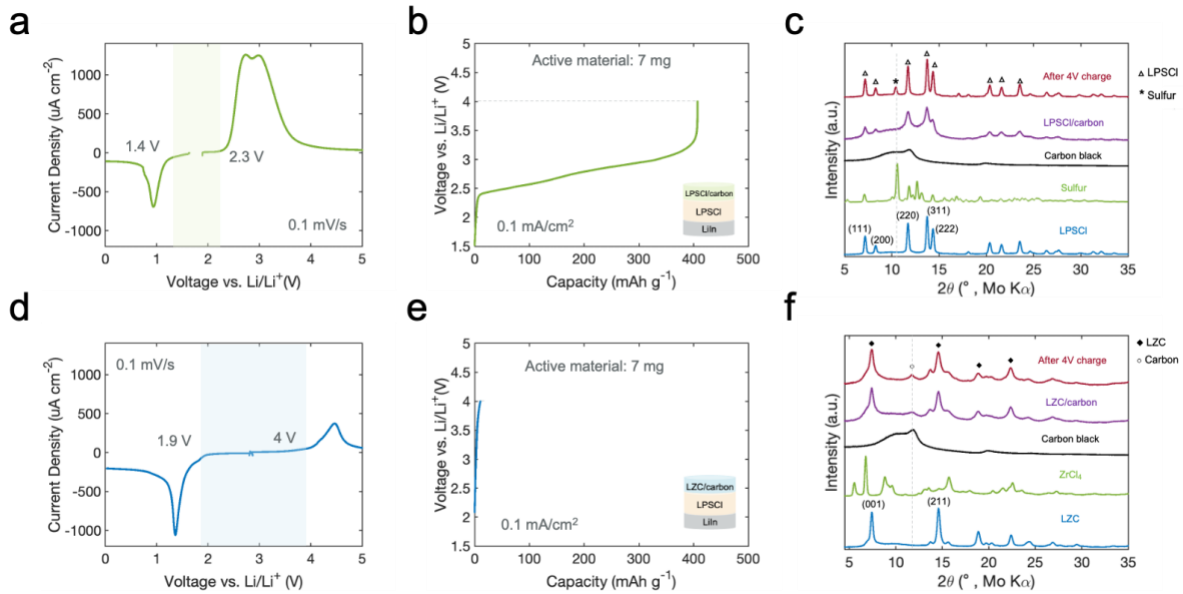 a
1000
500
0
-500
-1000
Current Density (uA cm⁻²)
1.4 V
2.3 V
0.1 mV/s
0 1 2 3 4 5
Voltage vs. Li/Li⁺(V)
b
5
4.5
4
3.5
3
2.5
2
1.5
Voltage vs. Li/Li⁺ (V)
Active material: 7 mg
0.1 mA/cm²
LPSCl/carbon
LPSCl
LiIn
0 100 200 300 400 500
Capacity (mAh g⁻¹)
c
Intensity (a.u.)
After 4V charge
LPSCl/carbon
Carbon black
Sulfur
(111)
(200)
(220)
(311)
(222)
LPSCl
△ LPSCl
* Sulfur
5 10 15 20 25 30 35
2θ (° , Mo Kα)
d
0.1 mV/s
1000
500
0
-500
-1000
Current Density (uA cm⁻²)
1.9 V
4 V
0 1 2 3 4 5
Voltage vs. Li/Li⁺ (V)
e
5
4.5
4
3.5
3
2.5
2
1.5
Voltage vs. Li/Li⁺(V)
Active material: 7 mg
0.1 mA/cm²
LZC/carbon
LPSCl
LiIn
0 100 200 300 400 500
Capacity (mAh g⁻¹)
f
Intensity (a.u.)
After 4V charge
LZC/carbon
Carbon black
ZrCl₄
(001)
(211)
LZC
◆ LZC
○ Carbon
5 10 15 20 25 30 35
2θ (° , Mo Kα)